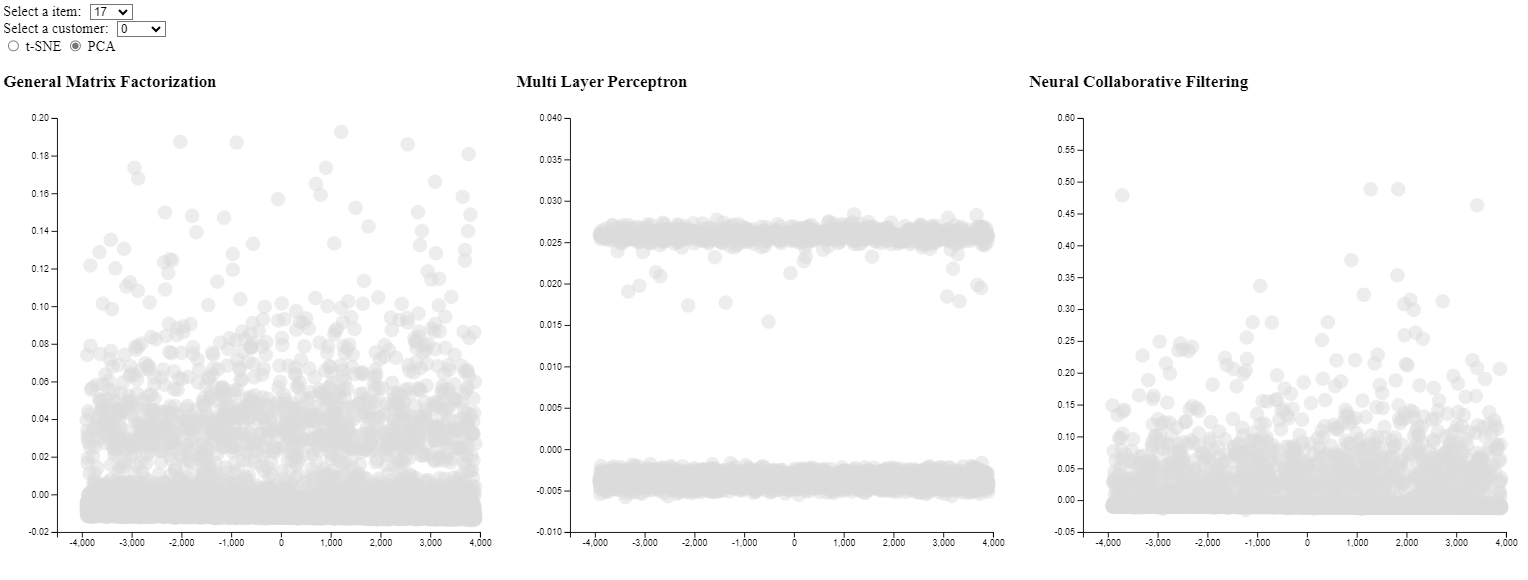 Select a item: 17
Select a customer: 0
t-SNE PCA
General Matrix Factorization Multi Layer Perceptron Neural Collaborative Filtering
0.20 0.040 0.60
0.18 0.035 0.55
0.16 0.030 0.50
0.14 0.025 0.45
0.12 0.020 0.40
0.10 0.015 0.35
0.08 0.010 0.30
0.06 0.005 0.25
0.04 0.000 0.20
0.02 -0.005 0.15
0.00 -0.010 0.10
-0.02 0.05
0.00
-0.05
-4,000 -3,000 -2,000 -1,000 0 1,000 2,000 3,000 4,000 -4,000 -3,000 -2,000 -1,000 0 1,000 2,000 3,000 4,000 -4,000 -3,000 -2,000 -1,000 0 1,000 2,000 3,000 4,000